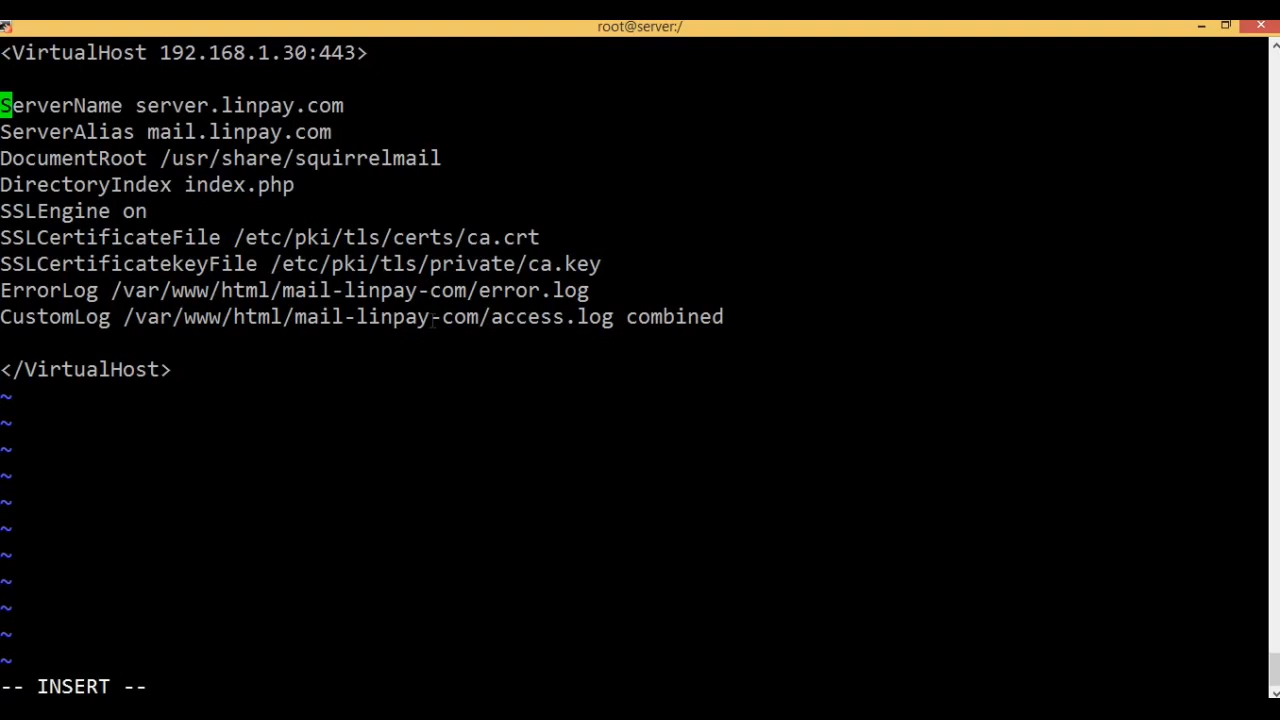 root@server:/
<VirtualHost 192.168.1.30:443>
ServerName server.linpay.com
ServerAlias mail.linpay.com
DocumentRoot /usr/share/squirrelmail
DirectoryIndex index.php
SSLEngine on
SSLCertificateFile /etc/pki/tls/certs/ca.crt
SSLCertificatekeyFile /etc/pki/tls/private/ca.key
ErrorLog /var/www/html/mail-linpay-com/error.log
CustomLog /var/www/html/mail-linpay-com/access.log combined
</VirtualHost>
~
~
~
~
~
~
~
~
~
~
~
-- INSERT --